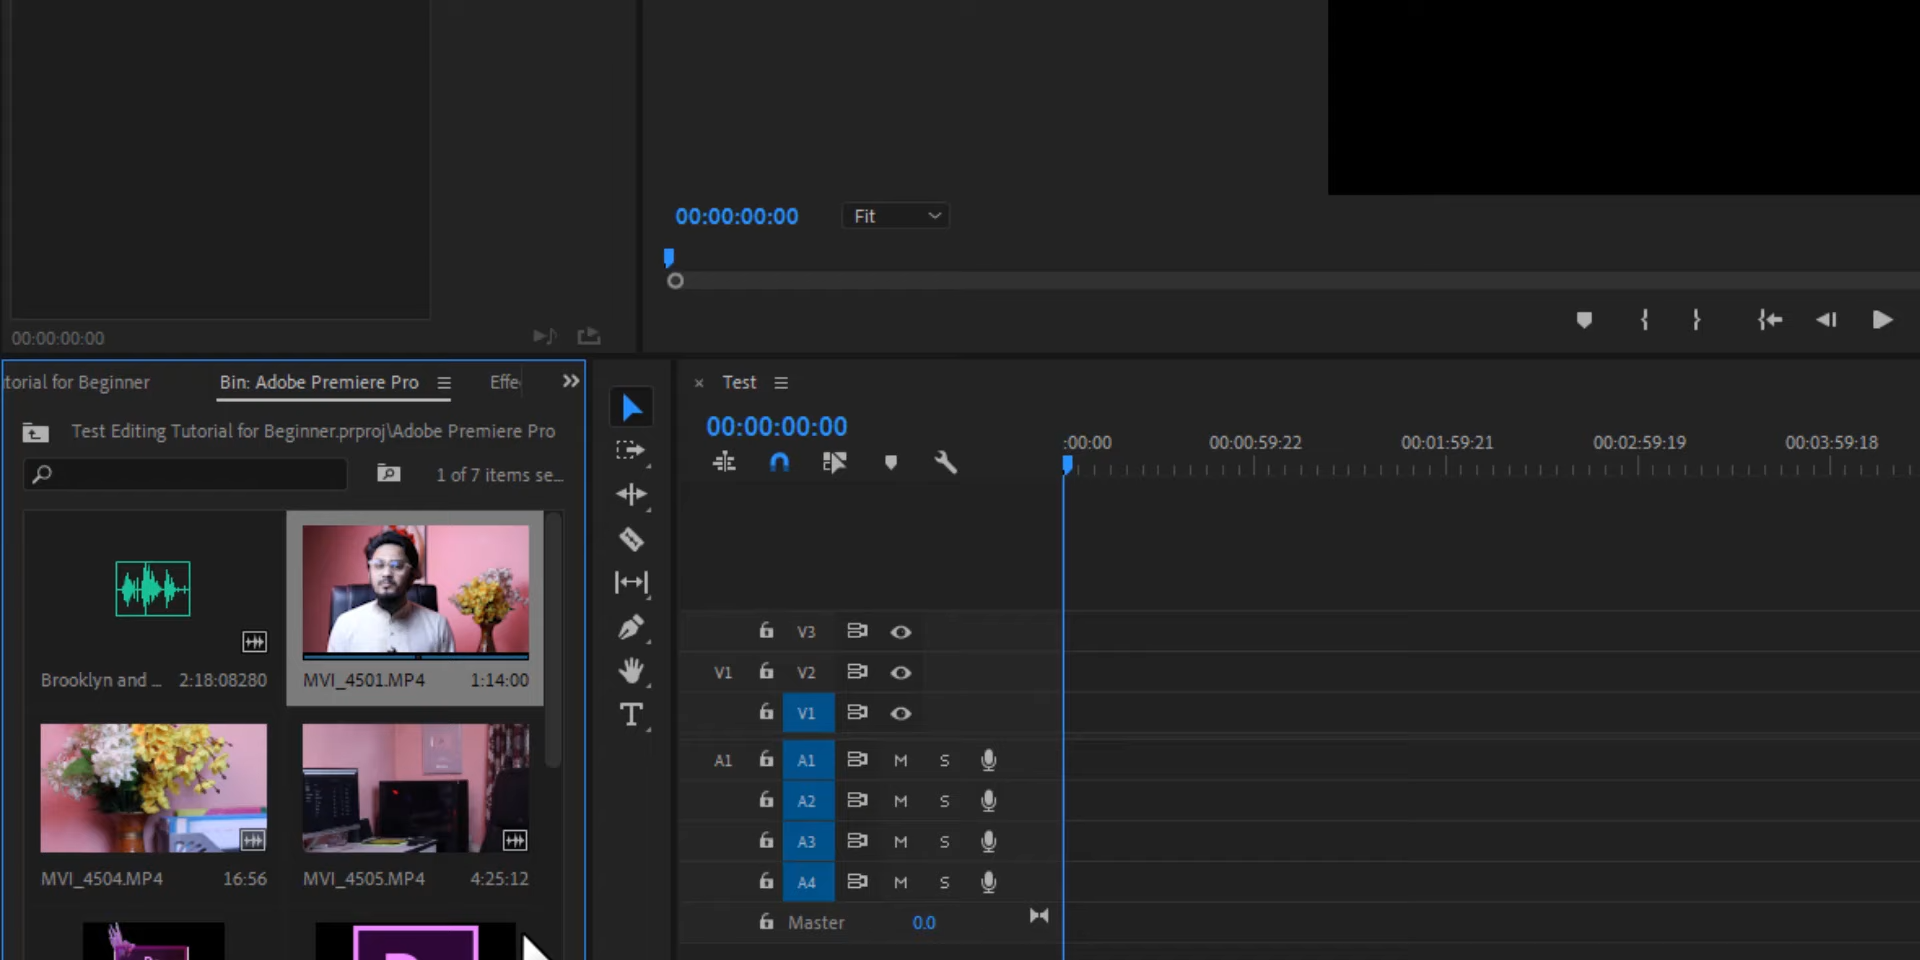 00:00:00:00
Fit
00:00:00:00
torial for Beginner
Bin: Adobe Premiere Pro
Effe
Test
Test Editing Tutorial for Beginner.prproj\Adobe Premiere Pro
00:00:00:00
1 of 7 items se...
:00:00
00:00:59:22
00:01:59:21
00:02:59:19
00:03:59:18
Brooklyn and ...
2:18:08280
MVI_4501.MP4
1:14:00
MVI_4504.MP4
16:56
MVI_4505.MP4
4:25:12
V3
V1 V2
V1
A1 A1 M S
A2 M S
A3 M S
A4 M S
Master 0.0